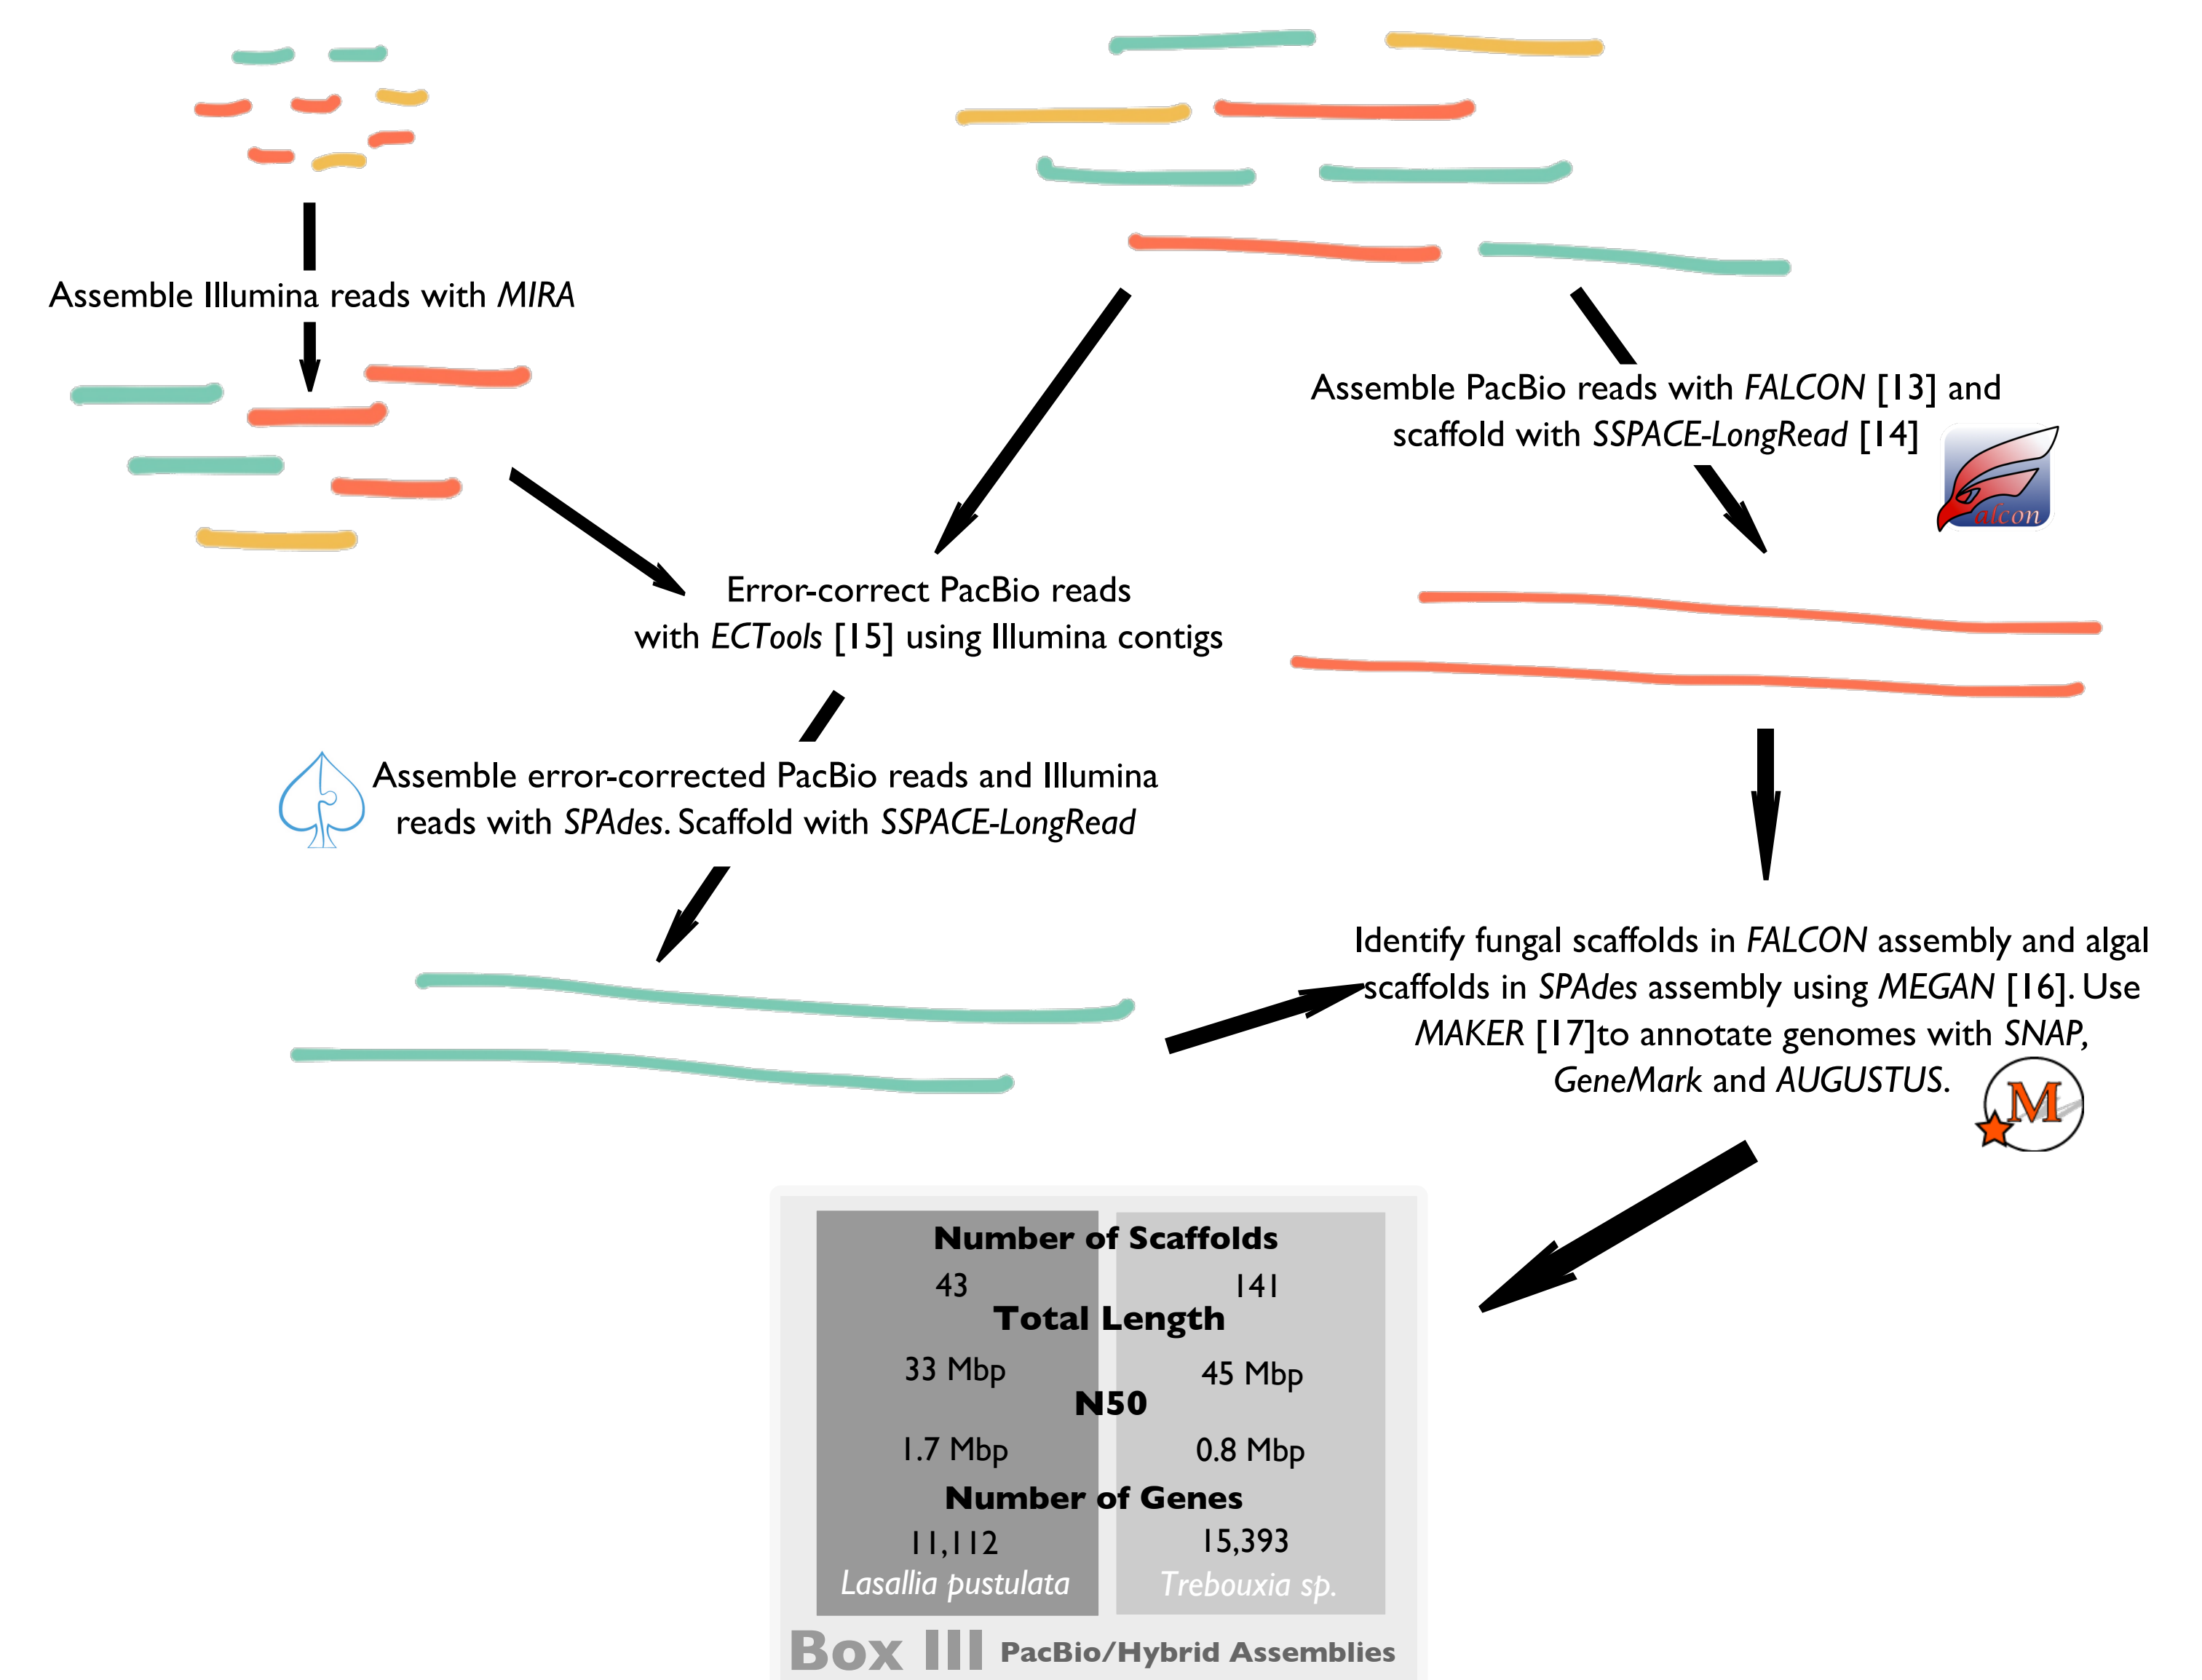 Assemble Illumina reads with MIRA
Assemble PacBio reads with FALCON [13] and
scaffold with SSPACE-LongRead [14]
alcon
Error-correct PacBio reads
with ECTools [15] using Illumina contigs
Assemble error-corrected PacBio reads and Illumina
reads with SPAdes. Scaffold with SSPACE-LongRead
Identify fungal scaffolds in FALCON assembly and algal
scaffolds in SPAdes assembly using MEGAN [16]. Use
MAKER [17]to annotate genomes with SNAP,
GeneMark and AUGUSTUS.
M
Number of Scaffolds
43 141
Total Length
33 Mbp 45 Mbp
N50
1.7 Mbp 0.8 Mbp
Number of Genes
11,112 15,393
Lasallia pustulata Trebouxia sp.
Box III PacBio/Hybrid Assemblies